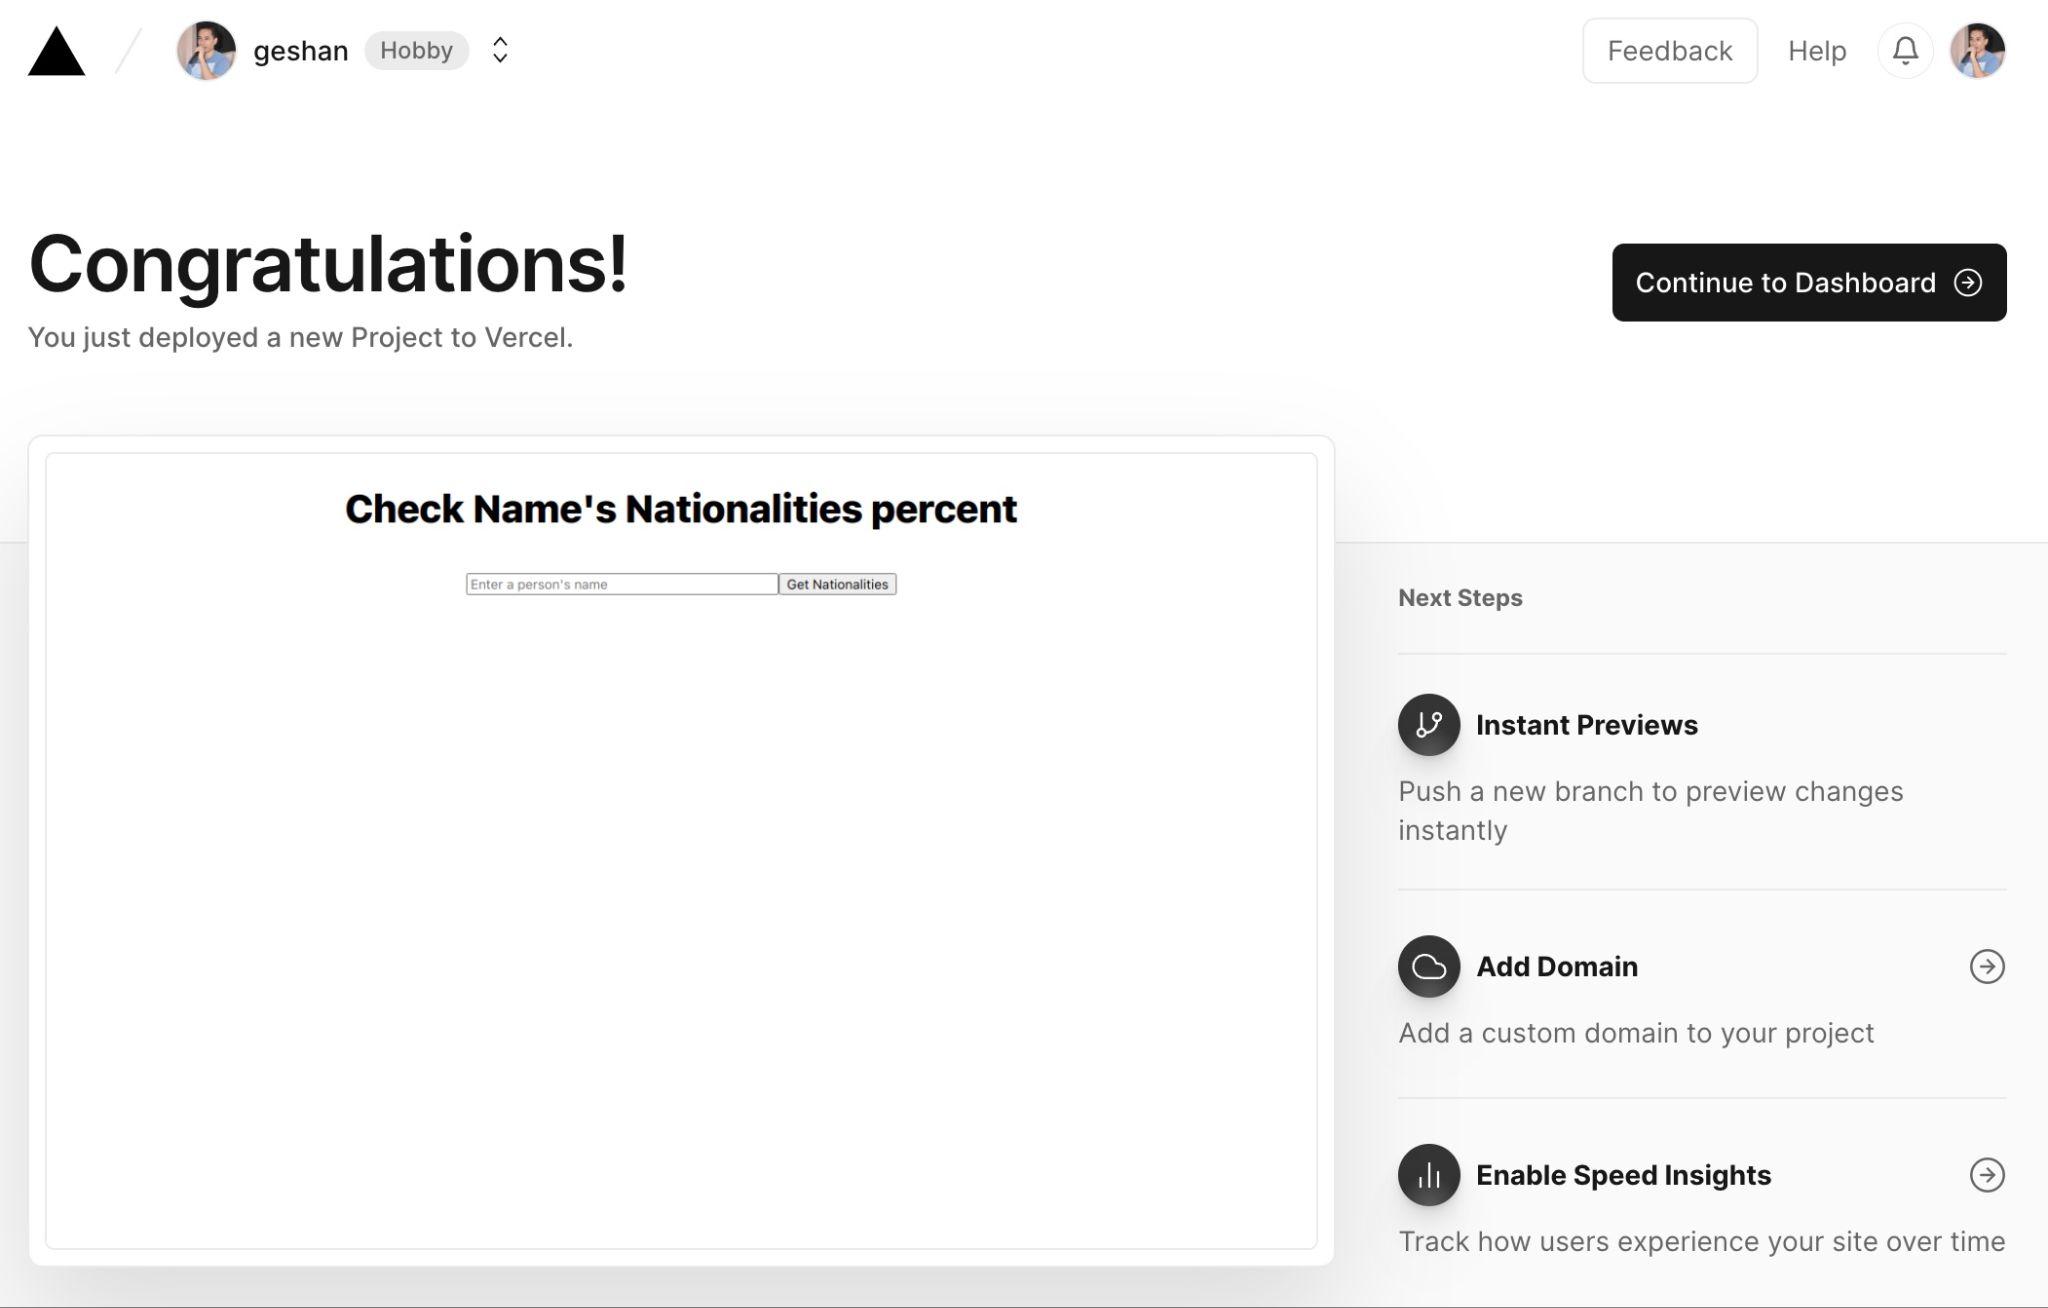 geshan Hobby
Feedback Help
Congratulations!
You just deployed a new Project to Vercel.
Continue to Dashboard
Check Name's Nationalities percent
Enter a person's name Get Nationalities
Next Steps
Instant Previews
Push a new branch to preview changes
instantly
Add Domain
Add a custom domain to your project
Enable Speed Insights
Track how users experience your site over time